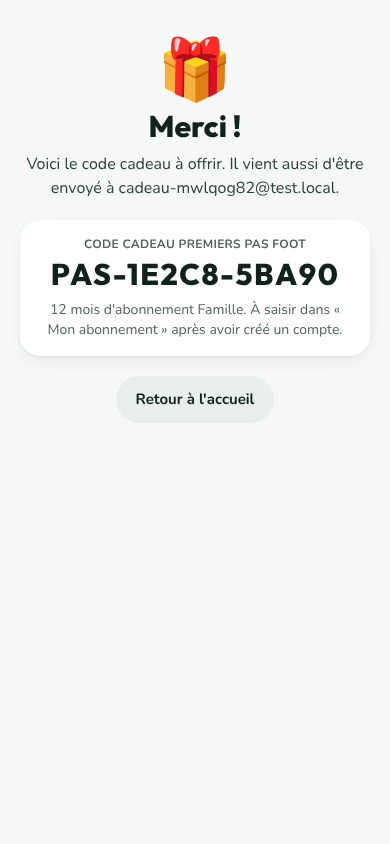 Merci !
Voici le code cadeau à offrir. Il vient aussi d'être
envoyé à cadeau-mwlqog82@test.local.
CODE CADEAU PREMIERS PAS FOOT
PAS-1E2C8-5BA90
12 mois d'abonnement Famille. À saisir dans «
Mon abonnement » après avoir créé un compte.
Retour à l'accueil